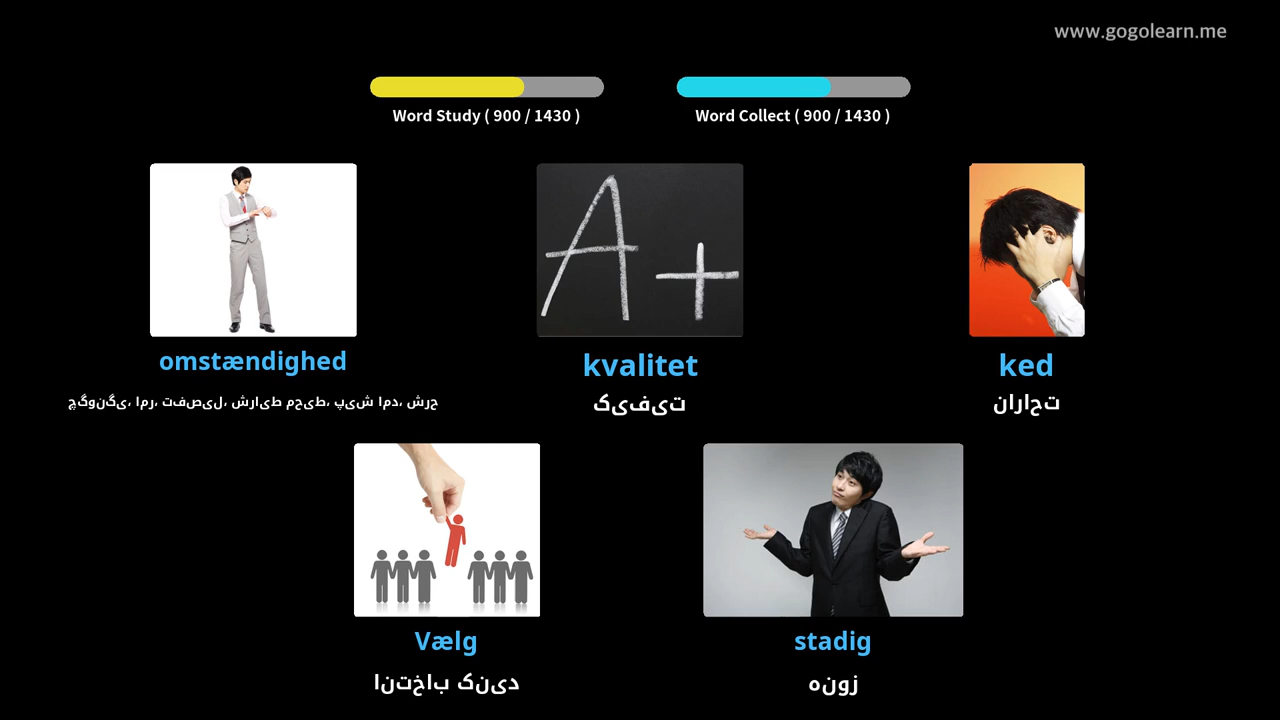 www.gogolearn.me
Word Study ( 900 / 1430 )
Word Collect ( 900 / 1430 )
omstændighed
چگونگی، امر، تفصیل، شرایط محیط، پیش امد، شرح
kvalitet
کیفیت
ked
ناراحت
Vælg
انتخاب کنید
stadig
هنوز